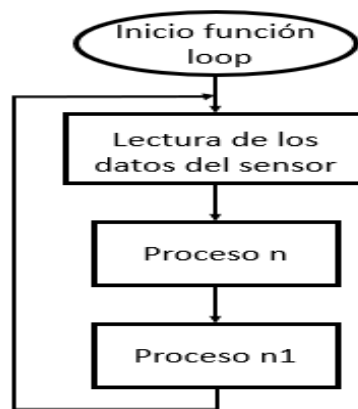 Inicio función
loop
Lectura de los
datos del sensor
Proceso n
Proceso n1